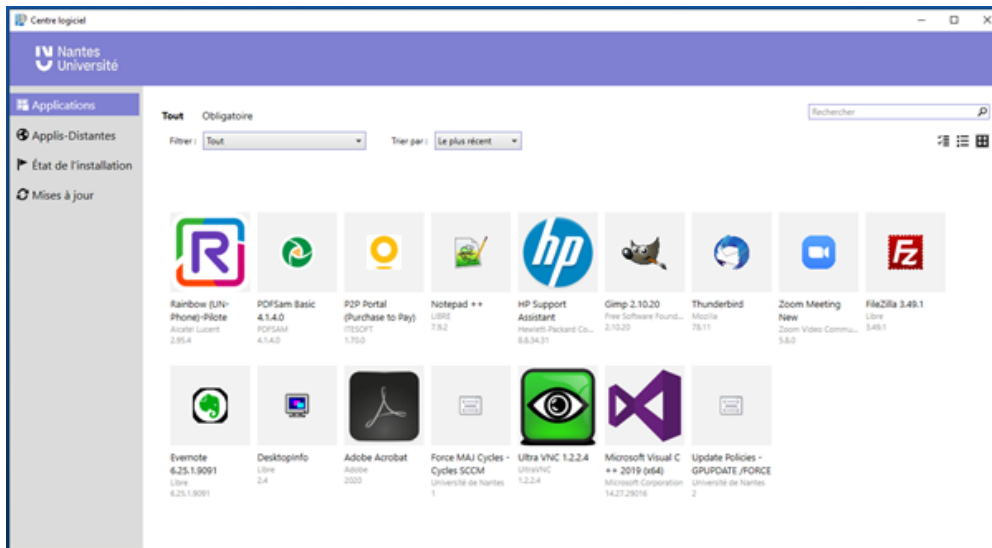 Centre logiciel
Nantes
Université
Applications
Applis-Distantes
État de l'installation
Mises à jour
Tout Obligatoire
Rechercher
Filtrer : Tout Trier par : Le plus récent
Rainbow (UN-
Phone)-Pilote
Alcatel Lucent
2.95.4
PDFSam Basic
4.1.4.0
PDFSAM
4.1.4.0
P2P Portal
(Purchase to Pay)
ITESOFT
1.70.0
Notepad ++
LIBRE
7.9.2
hp
HP Support
Assistant
Hewlett-Packard Co...
8.8.34.31
Gimp 2.10.20
Free Software Found...
2.10.20
Thunderbird
Mozilla
78.11
Zoom Meeting
New
Zoom Video Commu...
5.8.0
FZ
FileZilla 3.49.1
Libre
3.49.1
Evernote
6.25.1.9091
Libre
6.25.1.9091
DesktopInfo
Libre
2.4
Adobe Acrobat
Adobe
2020
Force MAJ Cycles -
Cycles SCCM
Université de Nantes
1
Ultra VNC 1.2.2.4
UltraVNC
1.2.2.4
Microsoft Visual C
++ 2019 (x64)
Microsoft Corporation
14.27.29016
Update Policies -
GPUPDATE /FORCE
Université de Nantes
2